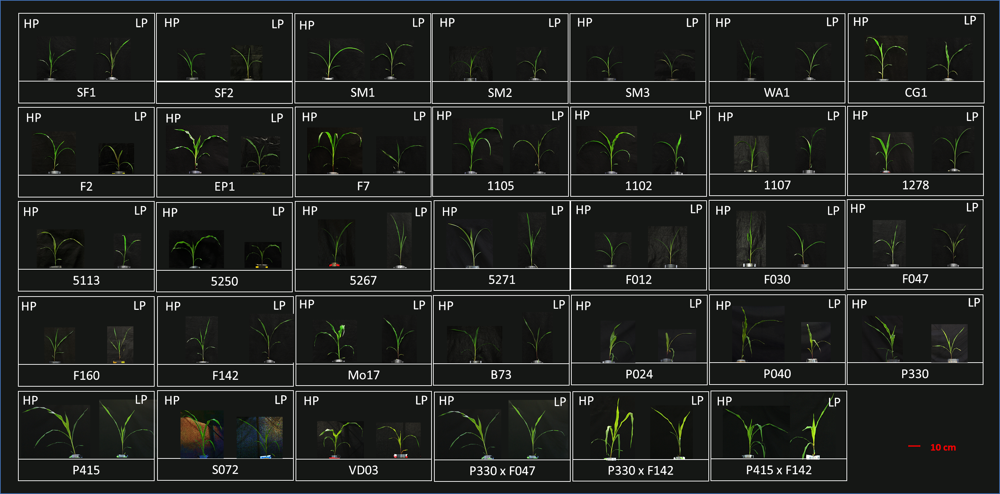 HP LP HP LP HP LP HP LP HP LP HP LP HP LP
SF1 SF2 SM1 SM2 SM3 WA1 CG1
HP LP HP LP HP LP HP LP HP LP HP LP HP LP
F2 EP1 F7 1105 1102 1107 1278
HP LP HP LP HP LP HP LP HP LP HP LP HP LP
5113 5250 5267 5271 F012 F030 F047
HP LP HP LP HP LP HP LP HP LP HP LP HP LP
F160 F142 Mo17 B73 P024 P040 P330
HP LP HP LP HP LP HP LP HP LP HP LP
10 cm
P415 S072 VD03 P330 x F047 P330 x F142 P415 x F142